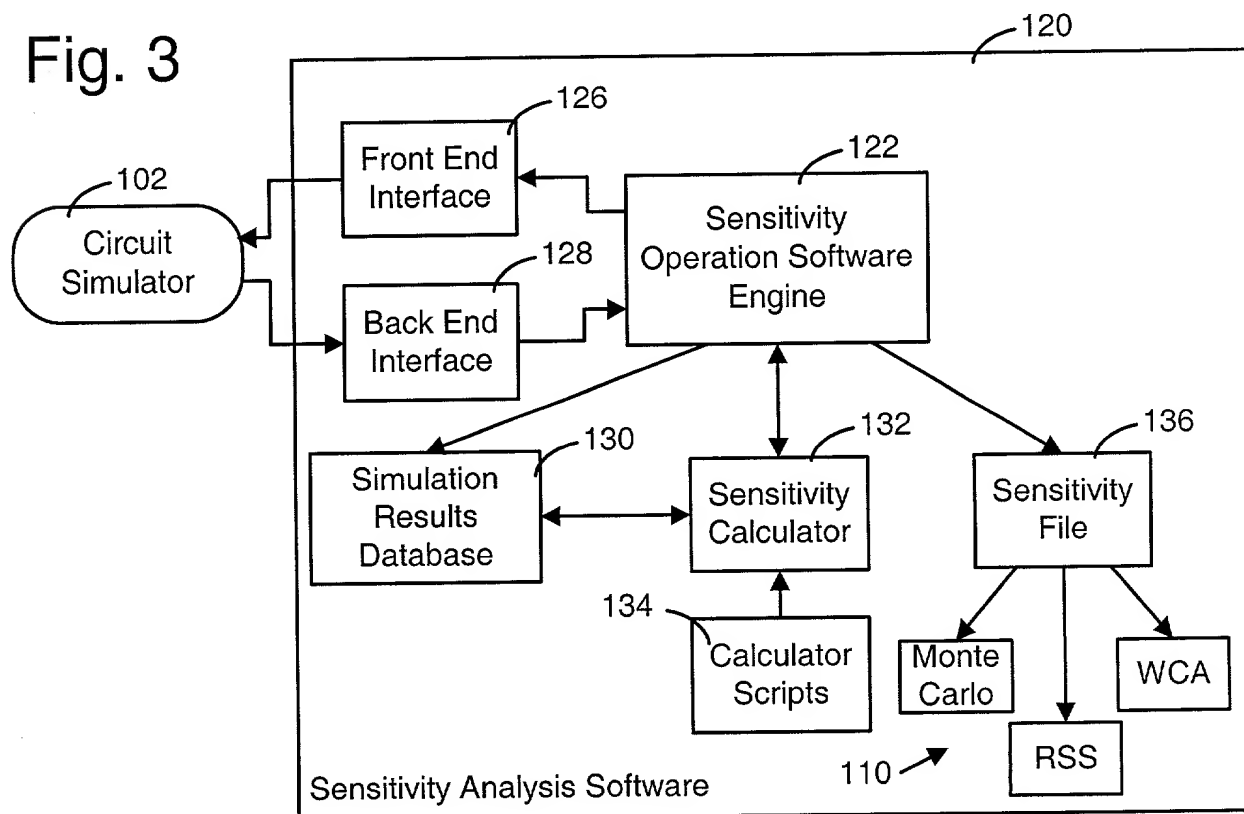 Fig. 3
120
126
Front End
Interface
122
102
Circuit
Simulator
Sensitivity
Operation Software
Engine
128
Back End
Interface
130
Simulation
Results
Database
132
Sensitivity
Calculator
136
Sensitivity
File
134
Calculator
Scripts
Monte
Carlo
WCA
RSS
110
Sensitivity Analysis Software